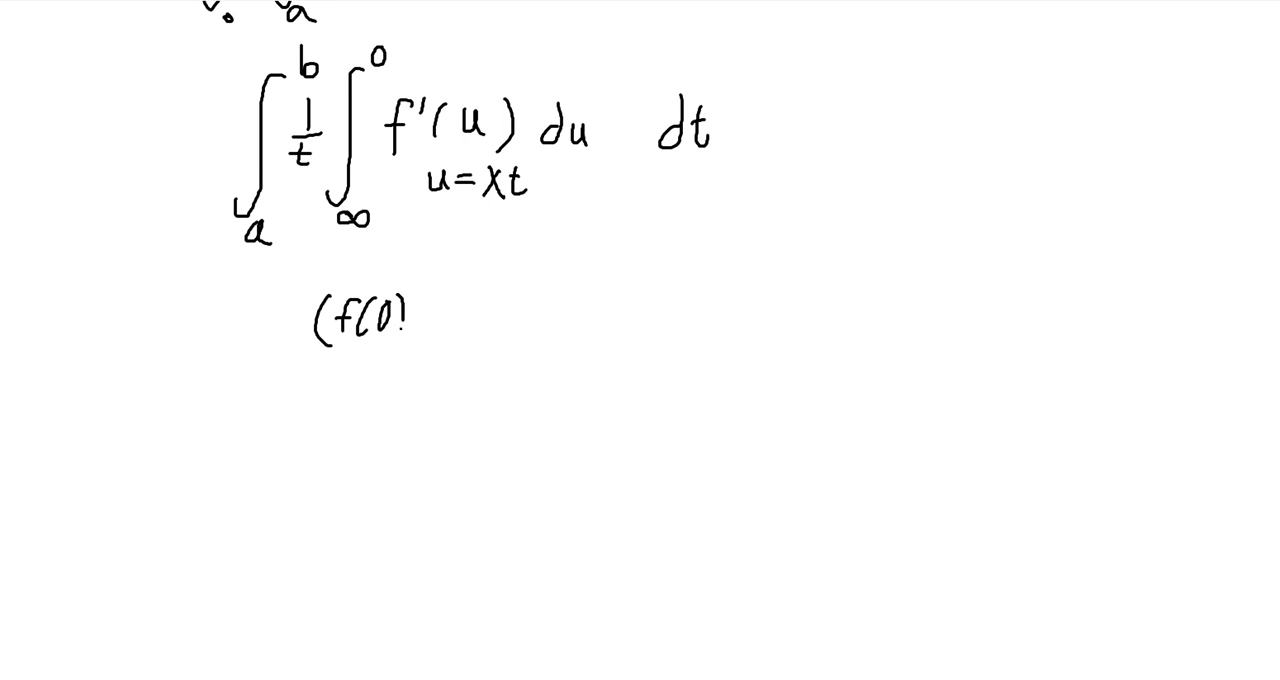 ∫_a^b 1/t ∫_∞^0 f'(u) du dt
u=xt
(f(0)